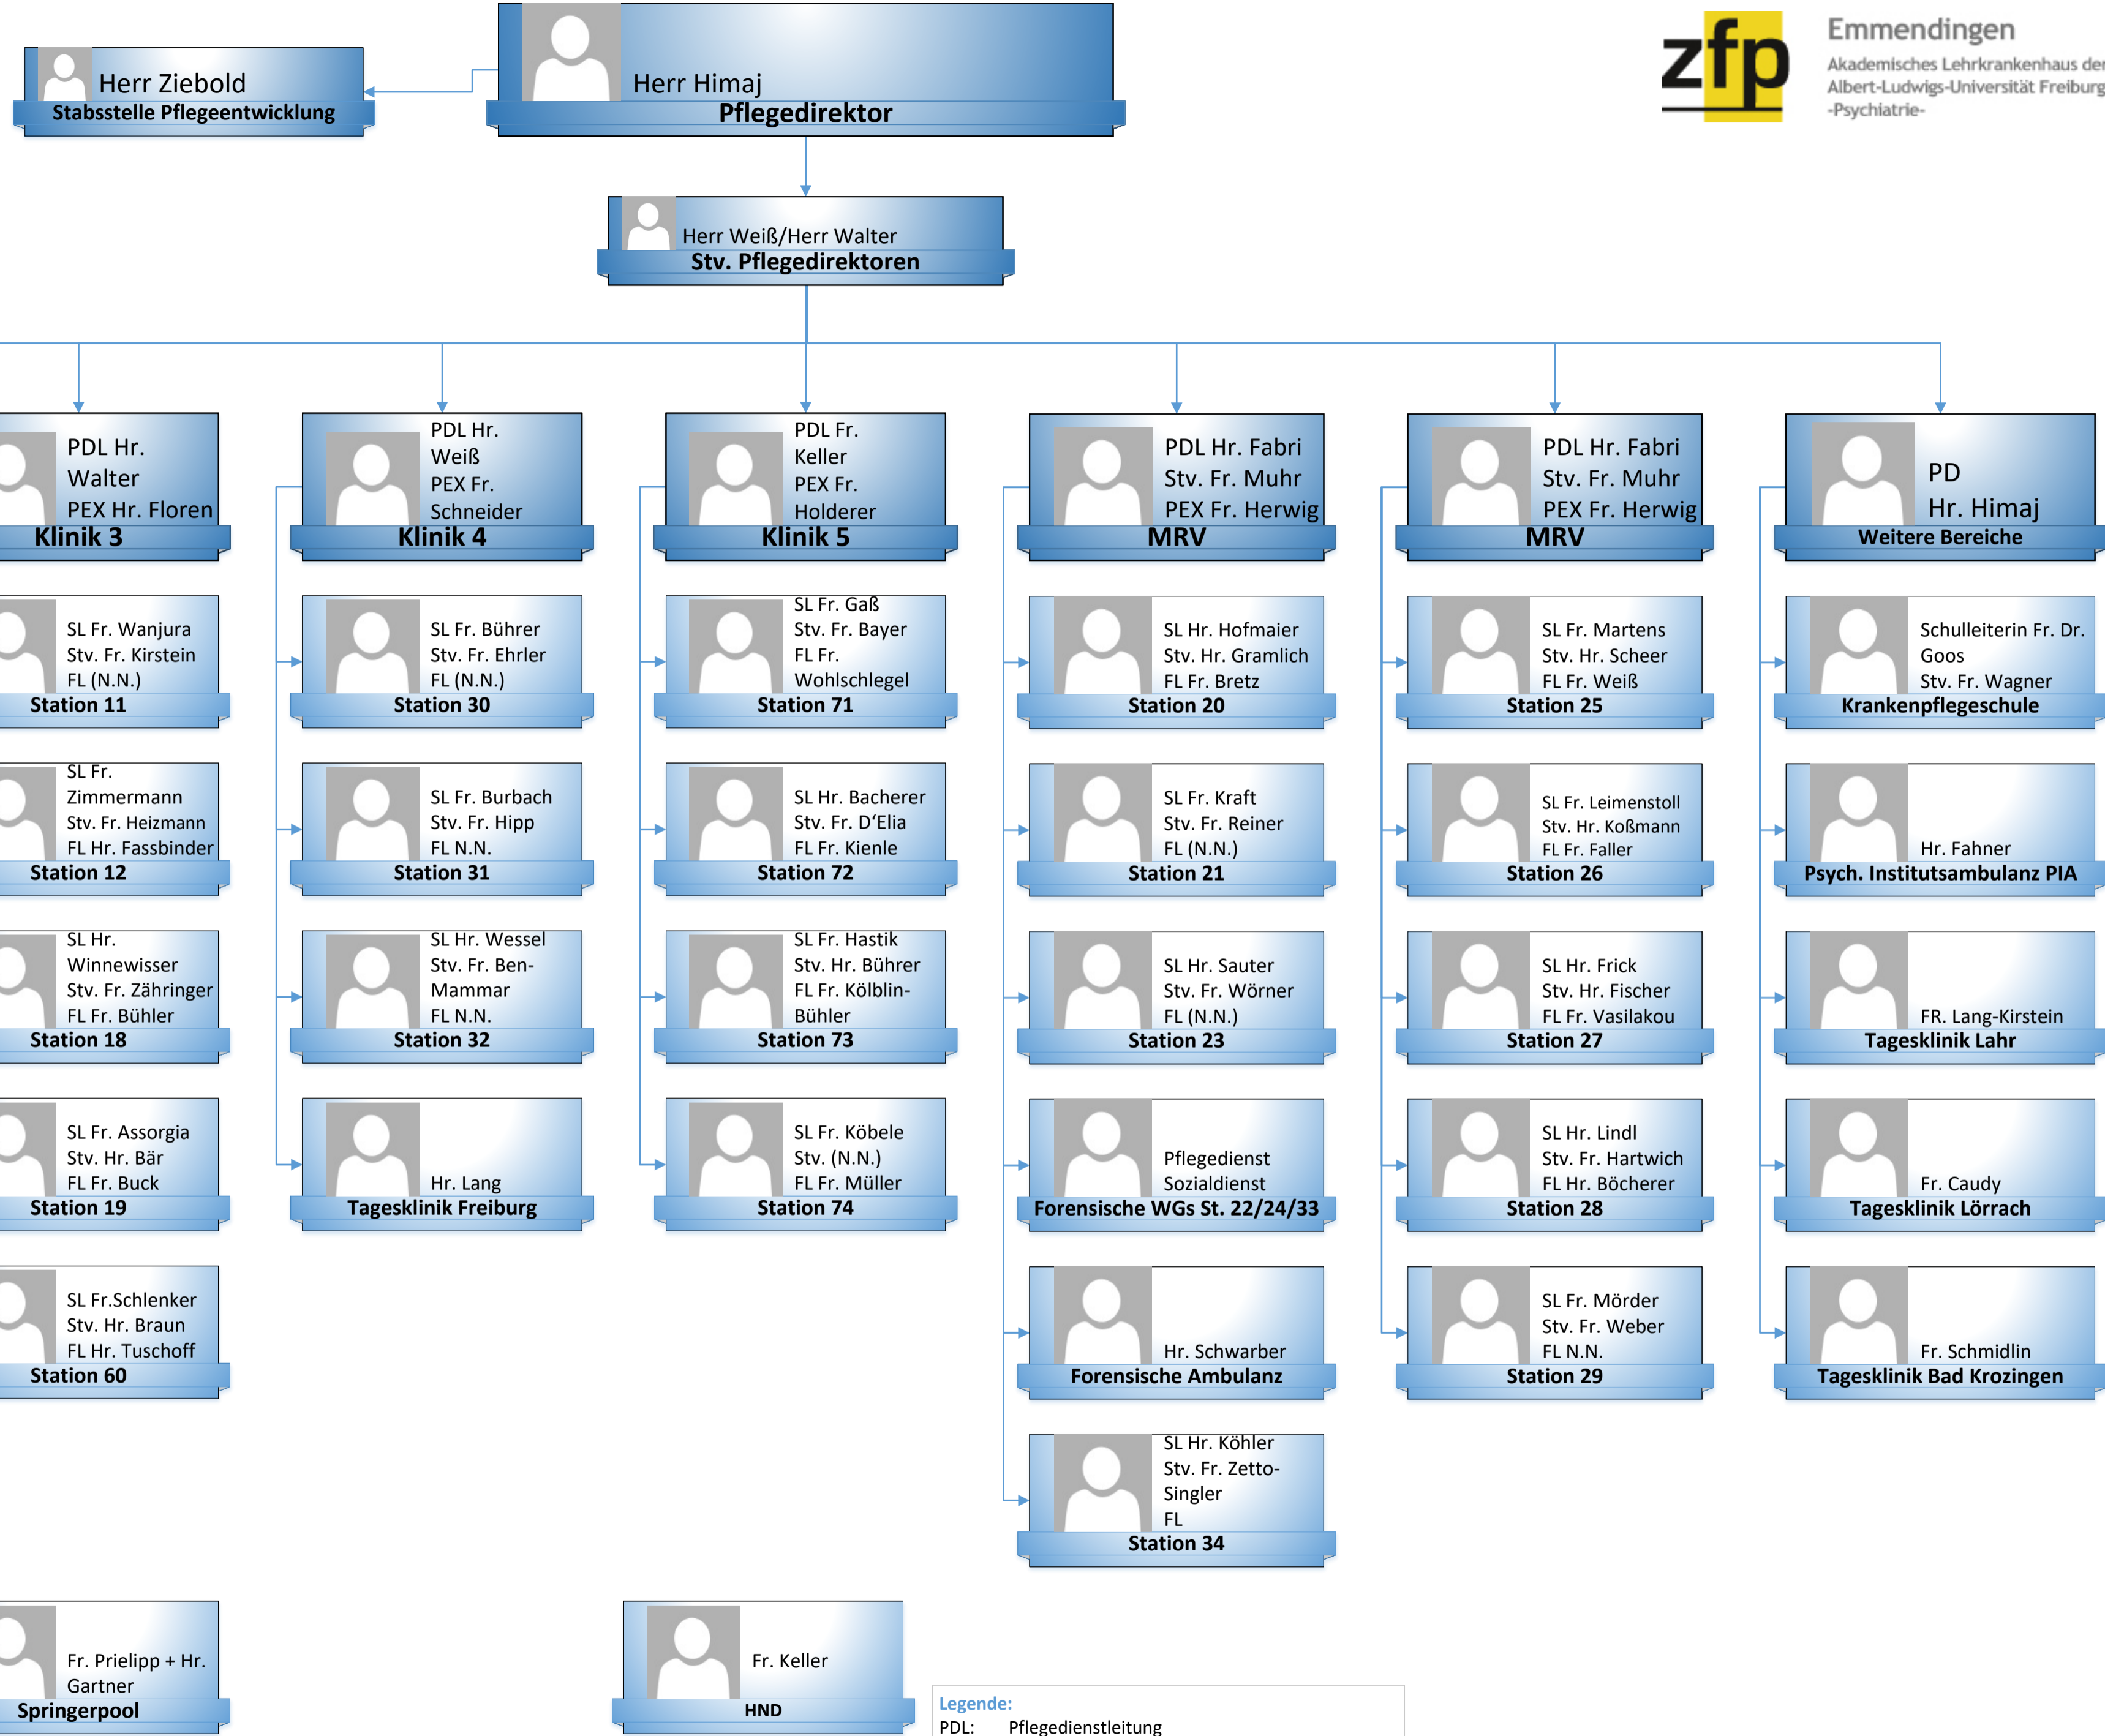 Herr Ziebold
Stabsstelle Pflegeentwicklung
Herr Himaj
Pflegedirektor
zfp
Emmendingen
Akademisches Lehrkrankenhaus der
Albert-Ludwigs-Universität Freiburg
-Psychiatrie-
Herr Weiß/Herr Walter
Stv. Pflegedirektoren
PDL Hr.
Walter
PEX Hr. Floren
Klinik 3
SL Fr. Wanjura
Stv. Fr. Kirstein
FL (N.N.)
Station 11
SL Fr.
Zimmermann
Stv. Fr. Heizmann
FL Hr. Fassbinder
Station 12
SL Hr.
Winnewisser
Stv. Fr. Zähringer
FL Fr. Bühler
Station 18
SL Fr. Assorgia
Stv. Hr. Bär
FL Fr. Buck
Station 19
SL Fr.Schlenker
Stv. Hr. Braun
FL Hr. Tuschoff
Station 60
PDL Hr.
Weiß
PEX Fr.
Schneider
Klinik 4
SL Fr. Bührer
Stv. Fr. Ehrler
FL (N.N.)
Station 30
SL Fr. Burbach
Stv. Fr. Hipp
FL N.N.
Station 31
SL Hr. Wessel
Stv. Fr. Ben-
Mammar
FL N.N.
Station 32
Hr. Lang
Tagesklinik Freiburg
PDL Fr.
Keller
PEX Fr.
Holderer
Klinik 5
SL Fr. Gaß
Stv. Fr. Bayer
FL Fr.
Wohlschlegel
Station 71
SL Hr. Bacherer
Stv. Fr. D‘Elia
FL Fr. Kienle
Station 72
SL Fr. Hastik
Stv. Hr. Bührer
FL Fr. Kölblin-
Bühler
Station 73
SL Fr. Köbele
Stv. (N.N.)
FL Fr. Müller
Station 74
PDL Hr. Fabri
Stv. Fr. Muhr
PEX Fr. Herwig
MRV
SL Hr. Hofmaier
Stv. Hr. Gramlich
FL Fr. Bretz
Station 20
SL Fr. Kraft
Stv. Fr. Reiner
FL (N.N.)
Station 21
SL Hr. Sauter
Stv. Fr. Wörner
FL (N.N.)
Station 23
Pflegedienst
Sozialdienst
Forensische WGs St. 22/24/33
Hr. Schwarber
Forensische Ambulanz
SL Hr. Köhler
Stv. Fr. Zetto-
Singler
FL
Station 34
PDL Hr. Fabri
Stv. Fr. Muhr
PEX Fr. Herwig
MRV
SL Fr. Martens
Stv. Hr. Scheer
FL Fr. Weiß
Station 25
SL Fr. Leimenstoll
Stv. Hr. Koßmann
FL Fr. Faller
Station 26
SL Hr. Frick
Stv. Hr. Fischer
FL Fr. Vasilakou
Station 27
SL Hr. Lindl
Stv. Fr. Hartwich
FL Hr. Böcherer
Station 28
SL Fr. Mörder
Stv. Fr. Weber
FL N.N.
Station 29
PD
Hr. Himaj
Weitere Bereiche
Schulleiterin Fr. Dr.
Goos
Stv. Fr. Wagner
Krankenpflegeschule
Hr. Fahner
Psych. Institutsambulanz PIA
FR. Lang-Kirstein
Tagesklinik Lahr
Fr. Caudy
Tagesklinik Lörrach
Fr. Schmidlin
Tagesklinik Bad Krozingen
Fr. Prielipp + Hr.
Gartner
Springerpool
Fr. Keller
HND
Legende:
PDL: Pflegedienstleitung